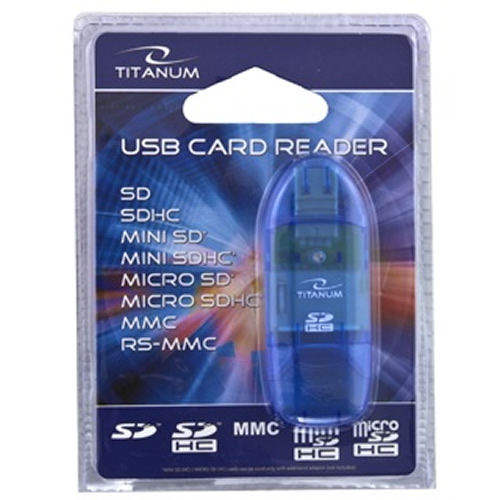 TITANUM
USB CARD READER
SD
SDHC
MINI SD*
MINI SDHC*
MICRO SD*
MICRO SDHC*
MMC
RS-MMC
TITANUM
SD
HC
SD SD HC MMC mini SD HC micro SD HC